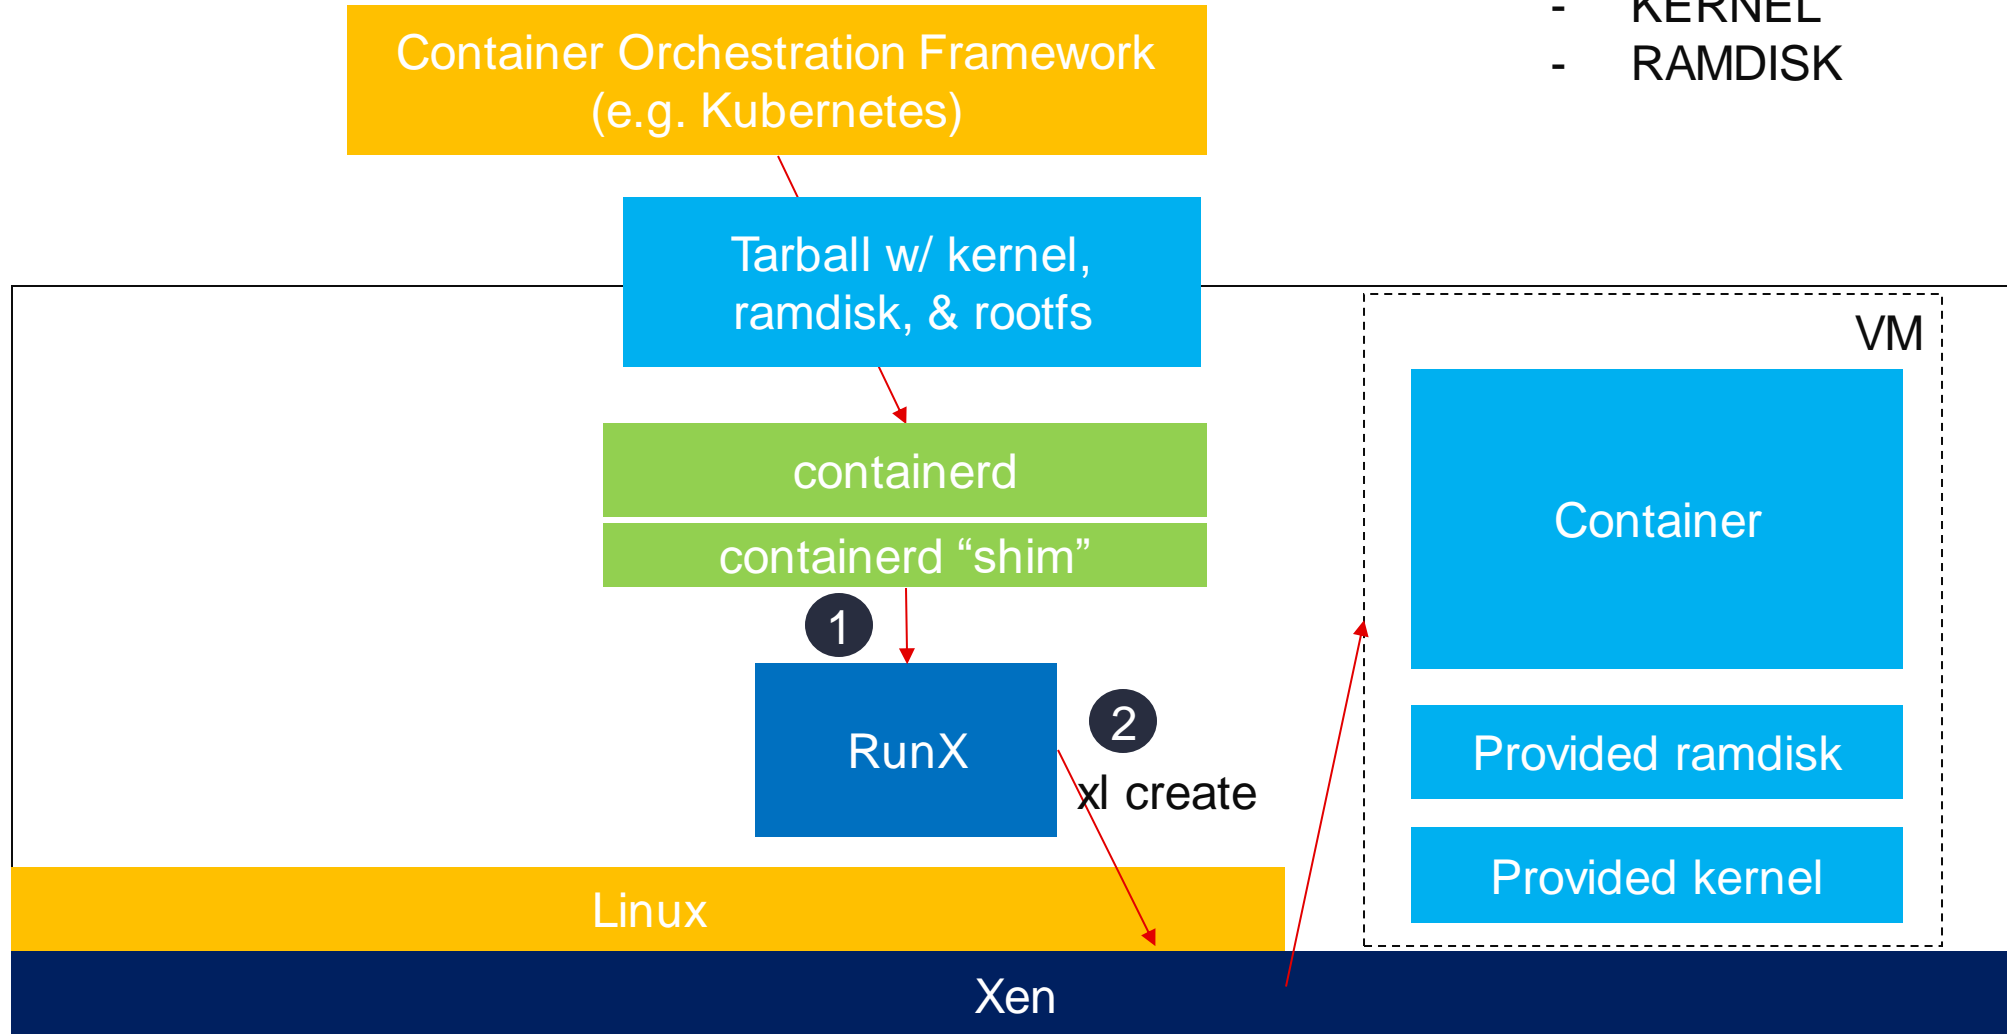 - KERNEL
- RAMDISK
Container Orchestration Framework
(e.g. Kubernetes)
Tarball w/ kernel,
ramdisk, & rootfs
VM
containerd
containerd “shim”
Container
1
RunX
2
xl create
Provided ramdisk
Provided kernel
Linux
Xen